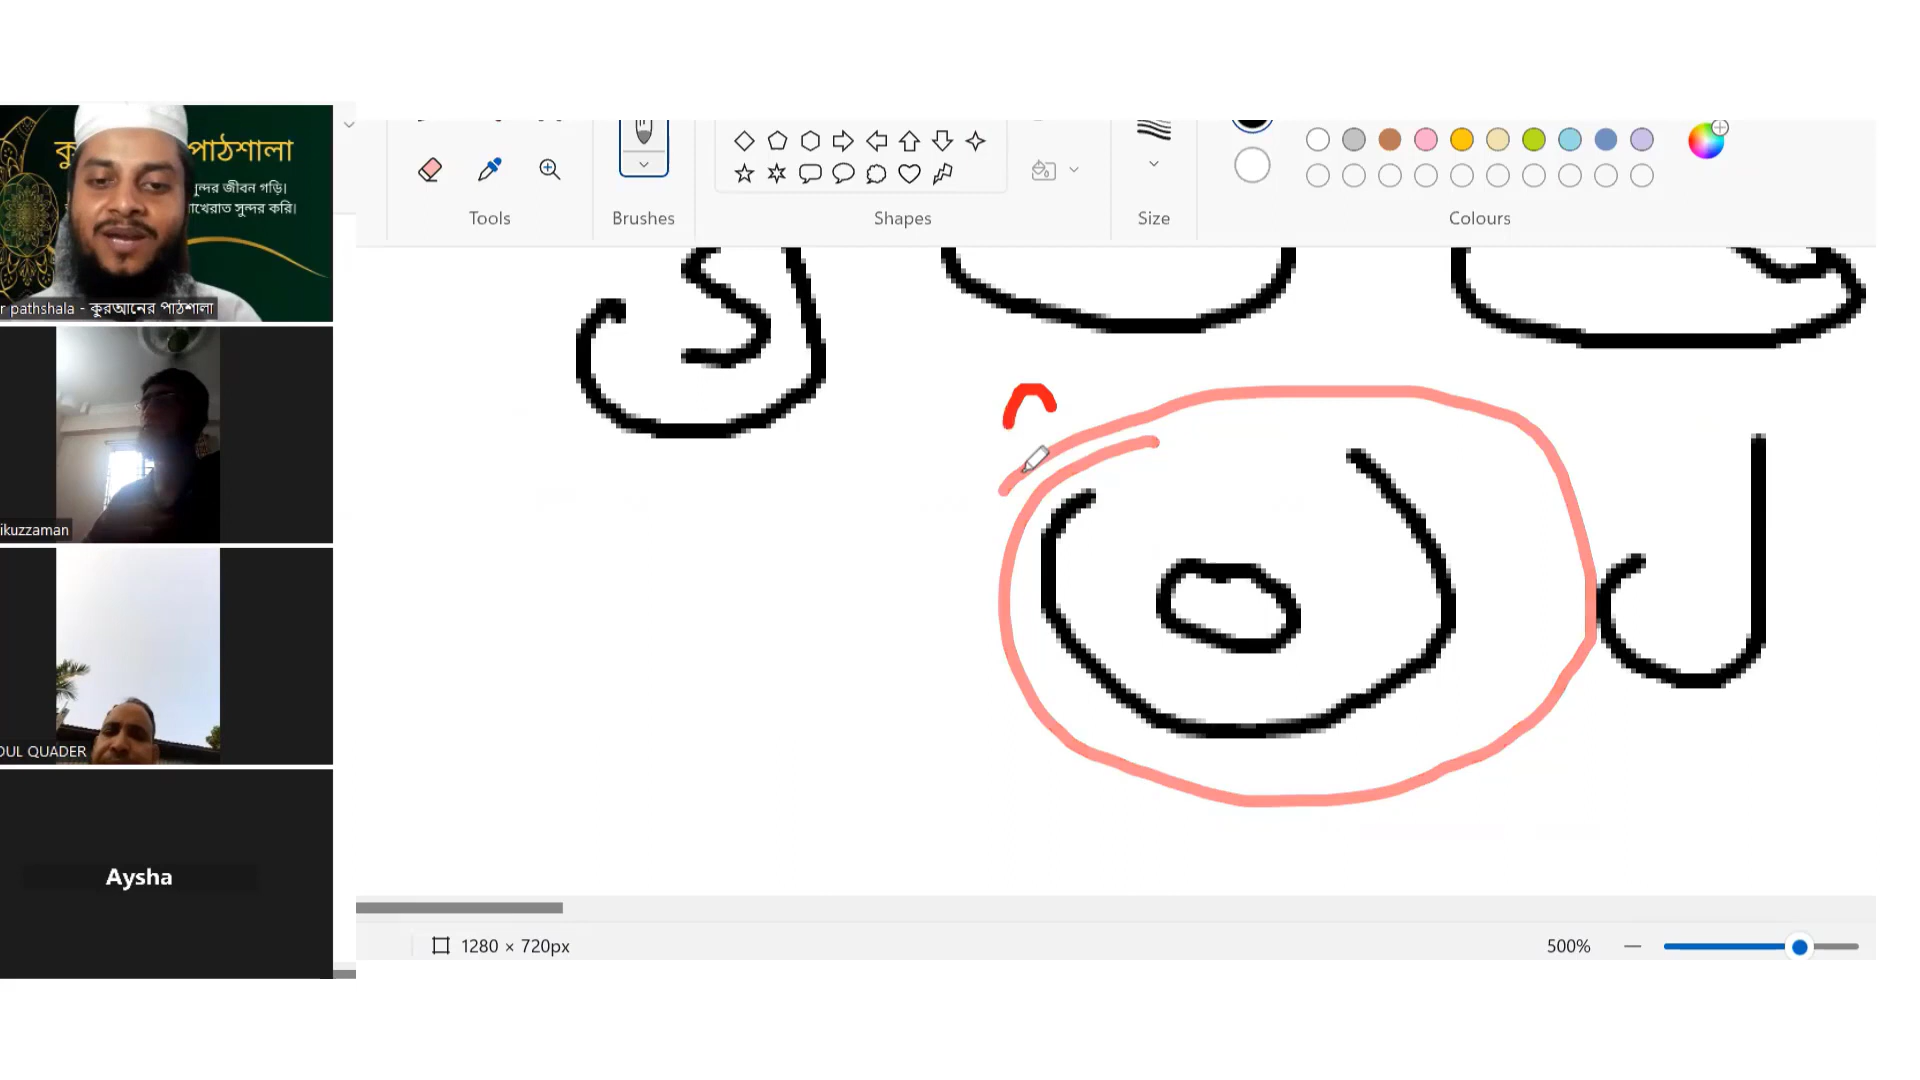 পাঠশালা
ুন্দর জীবন গড়ি।
াখেরাত সুন্দর করি।
r pathshala - কুরআনের পাঠশালা
ikuzzaman
OUL QUADER
Aysha
Tools
Brushes
Shapes
Size
Colours
ل
1280 × 720px
500%